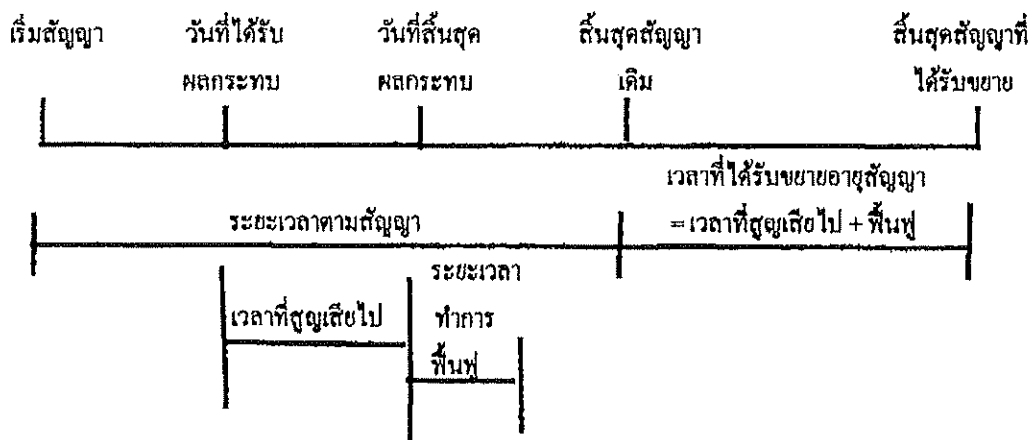 เริ่มสัญญา วันที่ได้รับ วันที่สิ้นสุด สิ้นสุดสัญญา สิ้นสุดสัญญาที่
ผลกระทบ ผลกระทบ เดิม ได้รับขยาย
เวลาที่ได้รับขยายอายุสัญญา
ระยะเวลาตามสัญญา = เวลาที่สูญเสียไป + ฟื้นฟู
ระยะเวลา
เวลาที่สูญเสียไป ทำการ
ฟื้นฟู